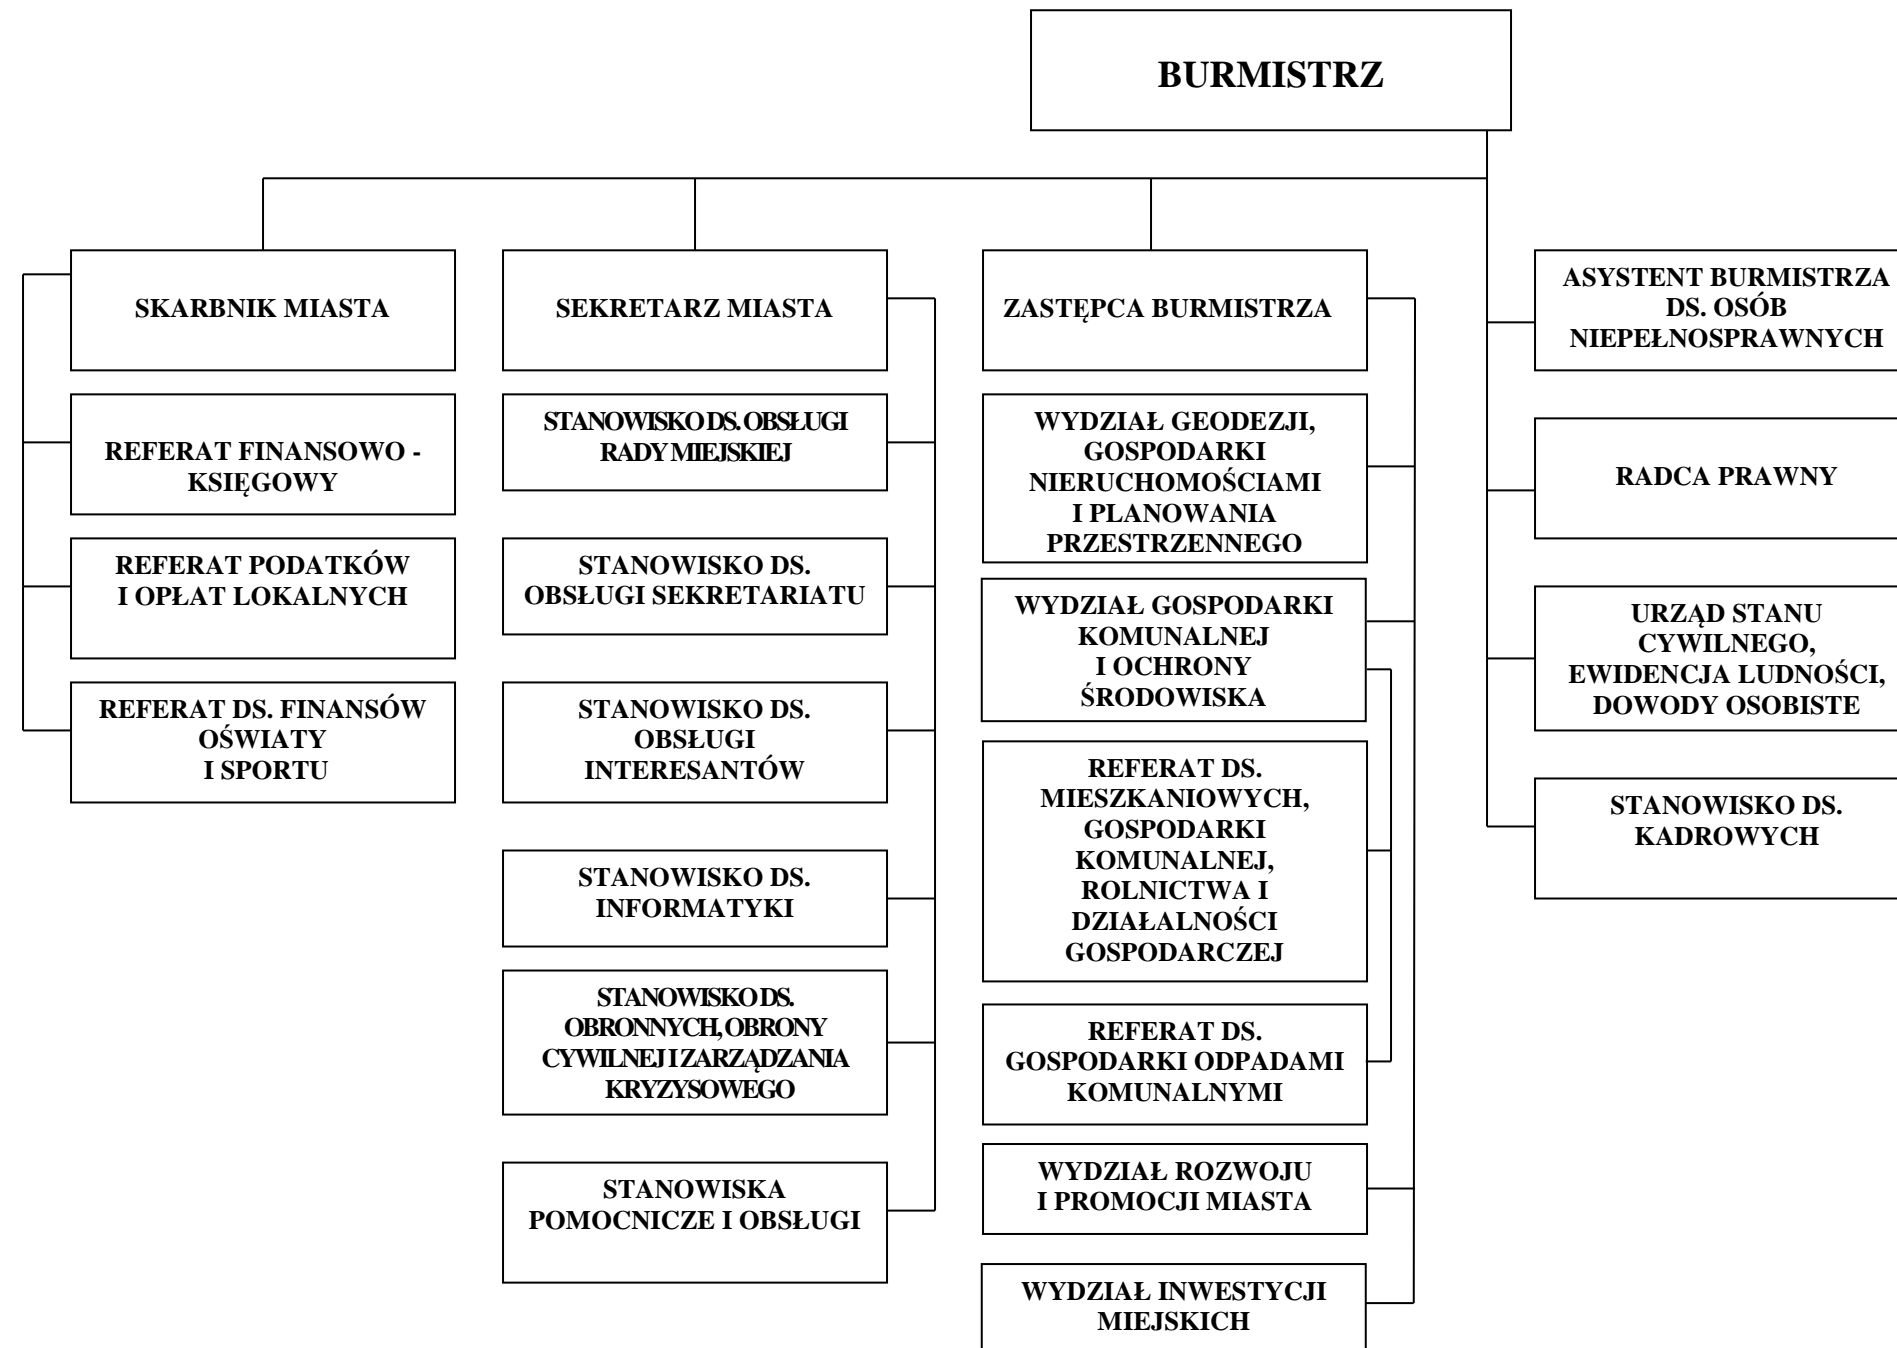 BURMISTRZ
SKARBNIK MIASTA
REFERAT FINANSOWO -
KSIĘGOWY
REFERAT PODATKÓW
I OPŁAT LOKALNYCH
REFERAT DS. FINANSÓW
OŚWIATY
I SPORTU
SEKRETARZ MIASTA
STANOWISKO DS. OBSŁUGI
RADY MIEJSKIEJ
STANOWISKO DS.
OBSŁUGI SEKRETARIATU
STANOWISKO DS.
OBSŁUGI
INTERESANTÓW
STANOWISKO DS.
INFORMATYKI
STANOWISKO DS.
OBRONNYCH, OBRONY
CYWILNEJ I ZARZĄDZANIA
KRYZYSOWEGO
STANOWISKA
POMOCNICZE I OBSŁUGI
ZASTĘPCA BURMISTRZA
WYDZIAŁ GEODEZJI,
GOSPODARKI
NIERUCHOMOŚCIAMI
I PLANOWANIA
PRZESTRZENNEGO
WYDZIAŁ GOSPODARKI
KOMUNALNEJ
I OCHRONY
ŚRODOWISKA
REFERAT DS.
MIESZKANIOWYCH,
GOSPODARKI
KOMUNALNEJ,
ROLNICTWA I
DZIAŁALNOŚCI
GOSPODARCZEJ
REFERAT DS.
GOSPODARKI ODPADAMI
KOMUNALNYMI
WYDZIAŁ ROZWOJU
I PROMOCJI MIASTA
WYDZIAŁ INWESTYCJI
MIEJSKICH
ASYSTENT BURMISTRZA
DS. OSÓB
NIEPEŁNOSPRAWNYCH
RADCA PRAWNY
URZĄD STANU
CYWILNEGO,
EWIDENCJA LUDNOŚCI,
DOWODY OSOBISTE
STANOWISKO DS.
KADROWYCH